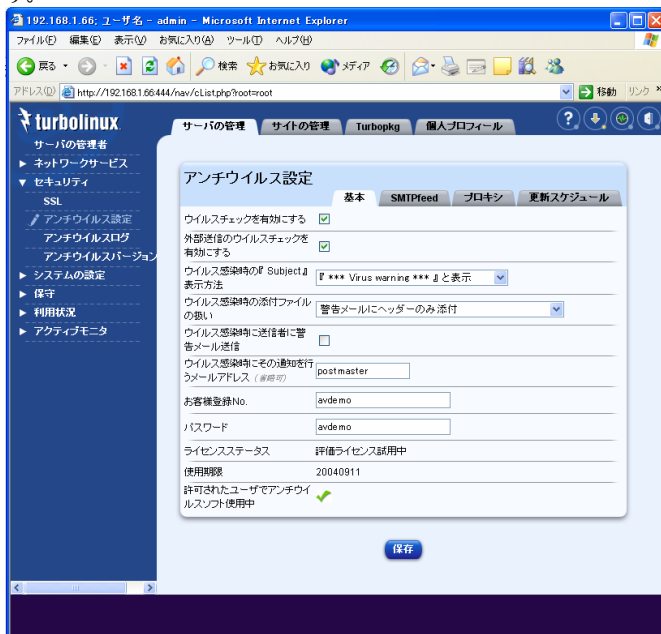 す。
192.168.1.66; ユーザ名 - admin - Microsoft Internet Explorer
ファイル(F) 編集(E) 表示(V) お気に入り(A) ツール(T) ヘルプ(H)
戻る 検索 お気に入り メディア
アドレス(D) http://192.168.1.66:444/nav/cList.php?root=root 移動 リンク »
turbolinux
サーバの管理 サイトの管理 Turbopkg 個人プロフィール
サーバの管理者
ネットワークサービス
セキュリティ
SSL
アンチウイルス設定
アンチウイルスログ
アンチウイルスバージョン
システムの設定
保守
利用状況
アクティブモニタ
アンチウイルス設定
基本 SMTPfeed プロキシ 更新スケジュール
ウイルスチェックを有効にする
外部送信のウイルスチェックを
有効にする
ウイルス感染時の『 Subject 』
表示方法
『 *** Virus warning *** 』と表示
ウイルス感染時の添付ファイル
の扱い
警告メールにヘッダーのみ添付
ウイルス感染時に送信者に警
告メール送信
ウイルス感染時にその通知を行
うメールアドレス (省略可)
postmaster
お客様登録No. avdemo
パスワード avdemo
ライセンスステータス 評価ライセンス試用中
使用期限 20040911
許可されたユーザでアンチウイ
ルスソフト使用中
保存